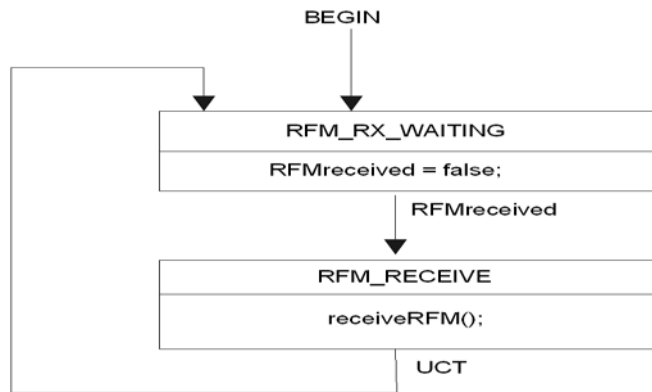 BEGIN
RFM_RX_WAITING
RFMreceived = false;
RFMreceived
RFM_RECEIVE
receiveRFM();
UCT